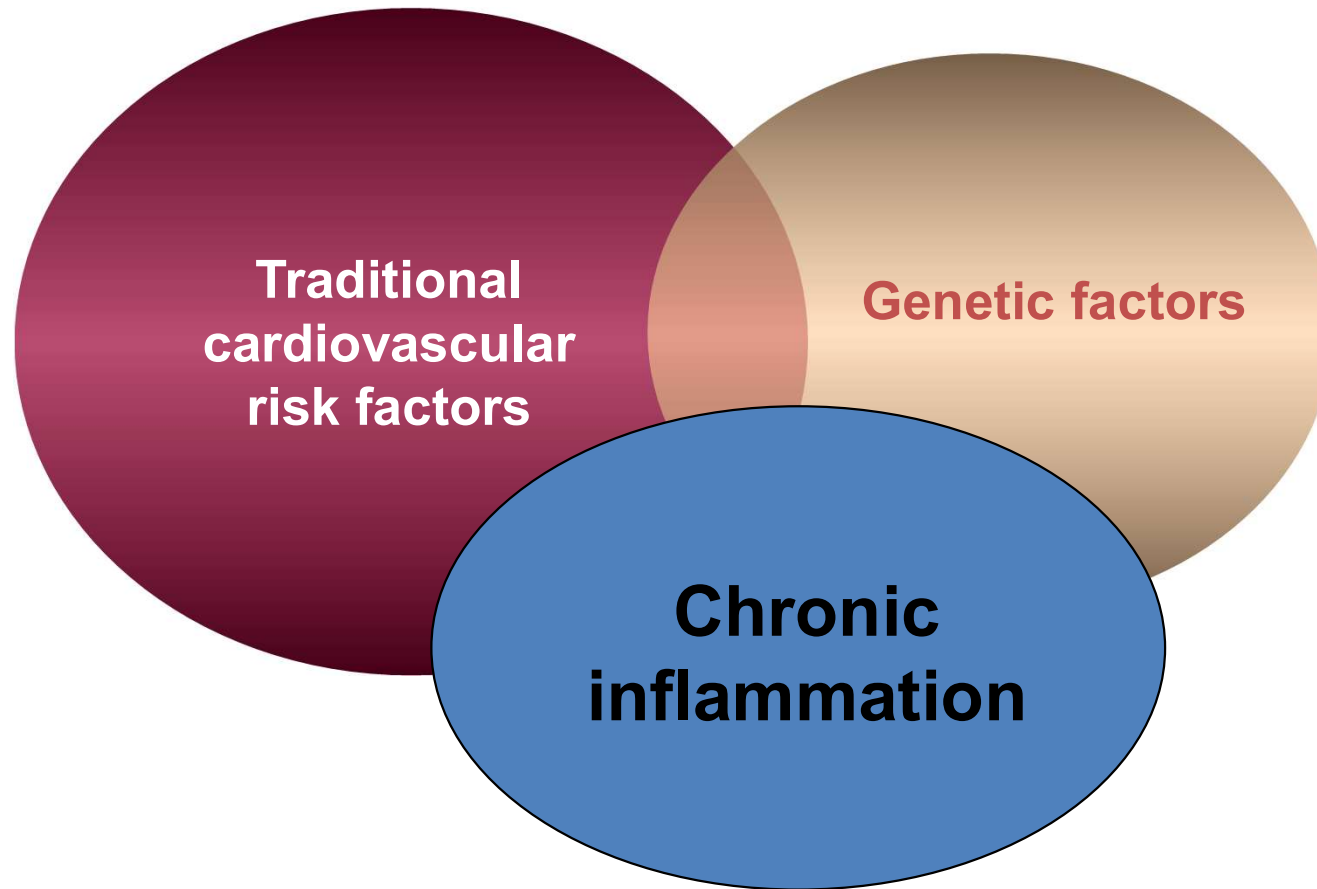 Traditional
cardiovascular
risk factors
Genetic factors
Chronic
inflammation